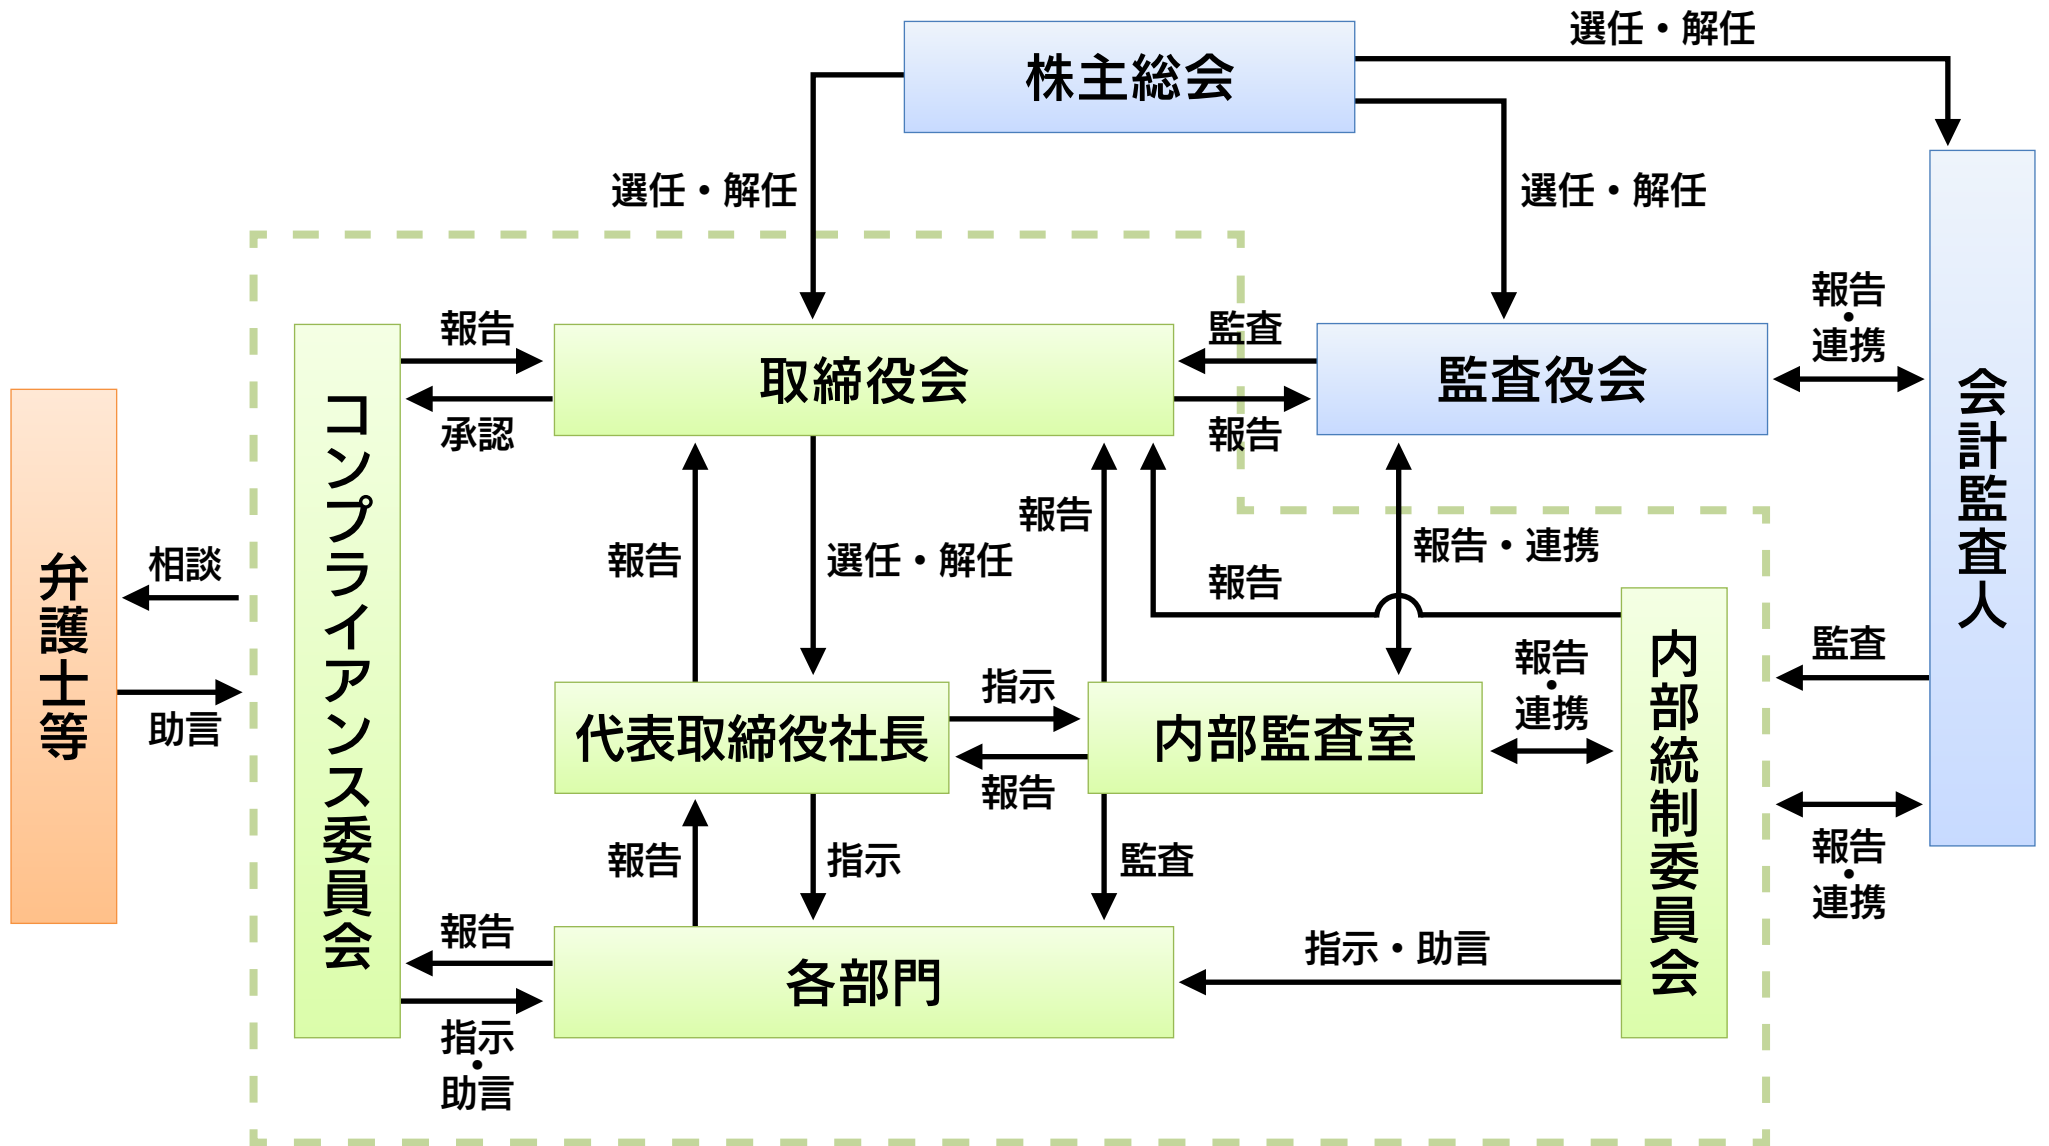 選任・解任
株主総会
選任・解任
選任・解任
報告
・
連携
報告
監査
取締役会
監査役会
承認
報告
会計監査人
コンプライアンス委員会
弁護士等
相談
助言
報告
報告
選任・解任
報告・連携
報告
監査
報告
・
連携
指示
代表取締役社長
内部監査室
内部統制委員会
報告
報告
指示
監査
報告
・
連携
報告
指示・助言
各部門
指示
・
助言